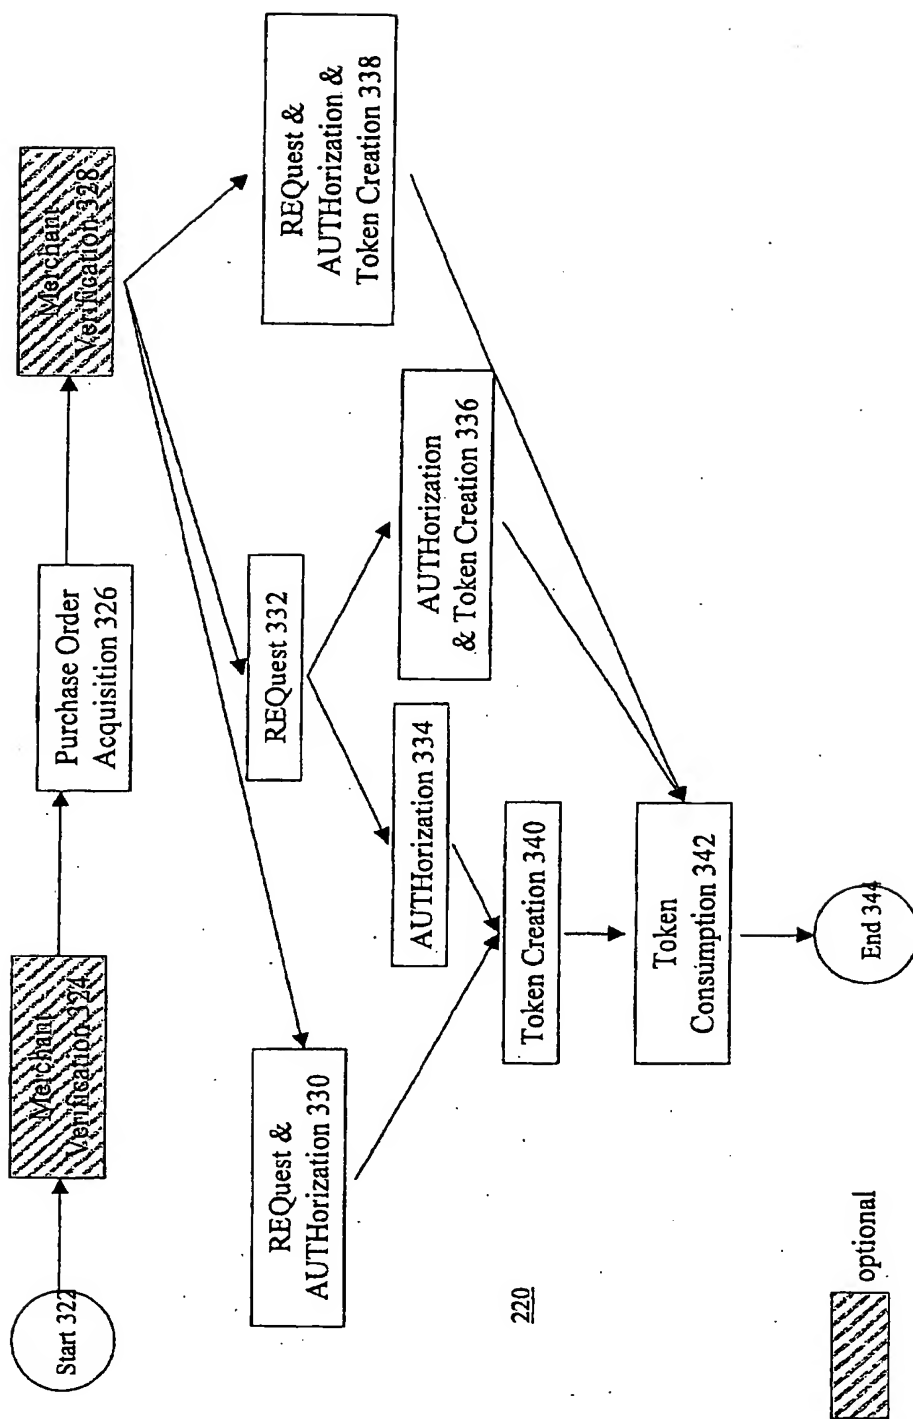 Start 322
Merchant
Verification 324
Purchase Order
Acquisition 326
Merchant
Verification 328
REQuest &
AUTHorization 330
REQuest 332
REQuest &
AUTHorization &
Token Creation 338
AUTHorization 334
AUTHorization
& Token Creation 336
Token Creation 340
Token
Consumption 342
End 344
220
optional